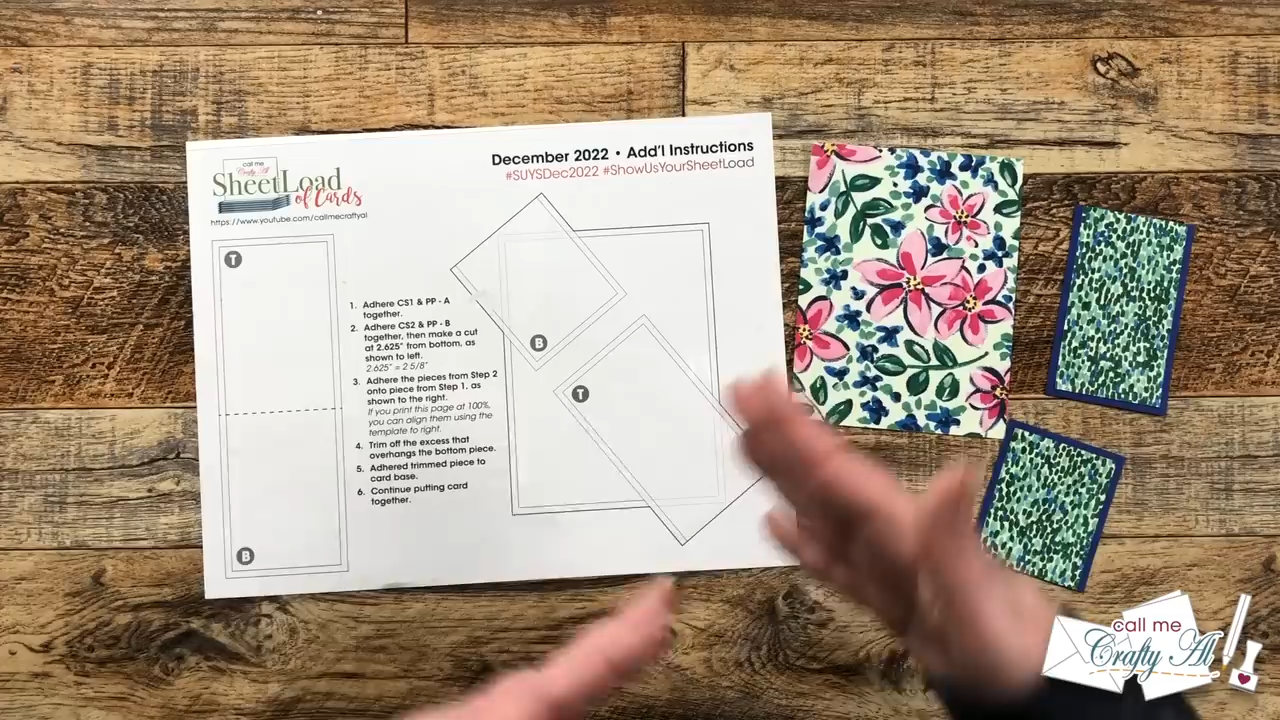 call me
Crafty Al
SheetLoad
of Cards
https://www.youtube.com/callmecraftyal
December 2022 • Add'l Instructions
#SUYSDec2022 #ShowUsYourSheetLoad
T
B
1. Adhere CS1 & PP - A
together.
2. Adhere CS2 & PP - B
together, then make a cut
at 2.625" from bottom, as
shown to left.
2.625" = 2 5/8"
3. Adhere the pieces from Step 2
onto piece from Step 1, as
shown to the right.
If you print this page at 100%,
you can align them using the
template to right.
4. Trim off the excess that
overhangs the bottom piece.
5. Adhered trimmed piece to
card base.
6. Continue putting card
together.
B
T
call me
Crafty Al